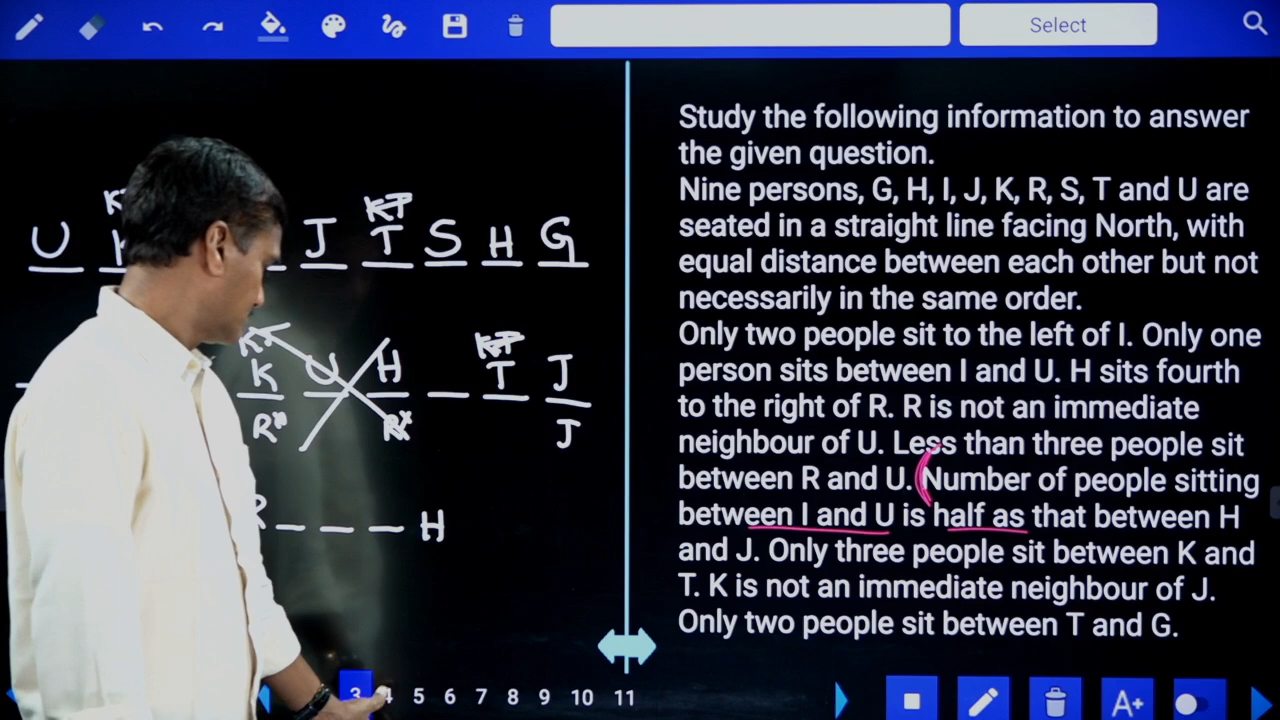 Select
Study the following information to answer
the given question.
Nine persons, G, H, I, J, K, R, S, T and U are
seated in a straight line facing North, with
equal distance between each other but not
necessarily in the same order.
Only two people sit to the left of I. Only one
person sits between I and U. H sits fourth
to the right of R. R is not an immediate
neighbour of U. Less than three people sit
between R and U. (Number of people sitting
between I and U is half as that between H
and J. Only three people sit between K and
T. K is not an immediate neighbour of J.
Only two people sit between T and G.
KT
U J T S H G
KT
K U H T J
R* R* J
R _ _ _ H
3 4 5 6 7 8 9 10 11
A+